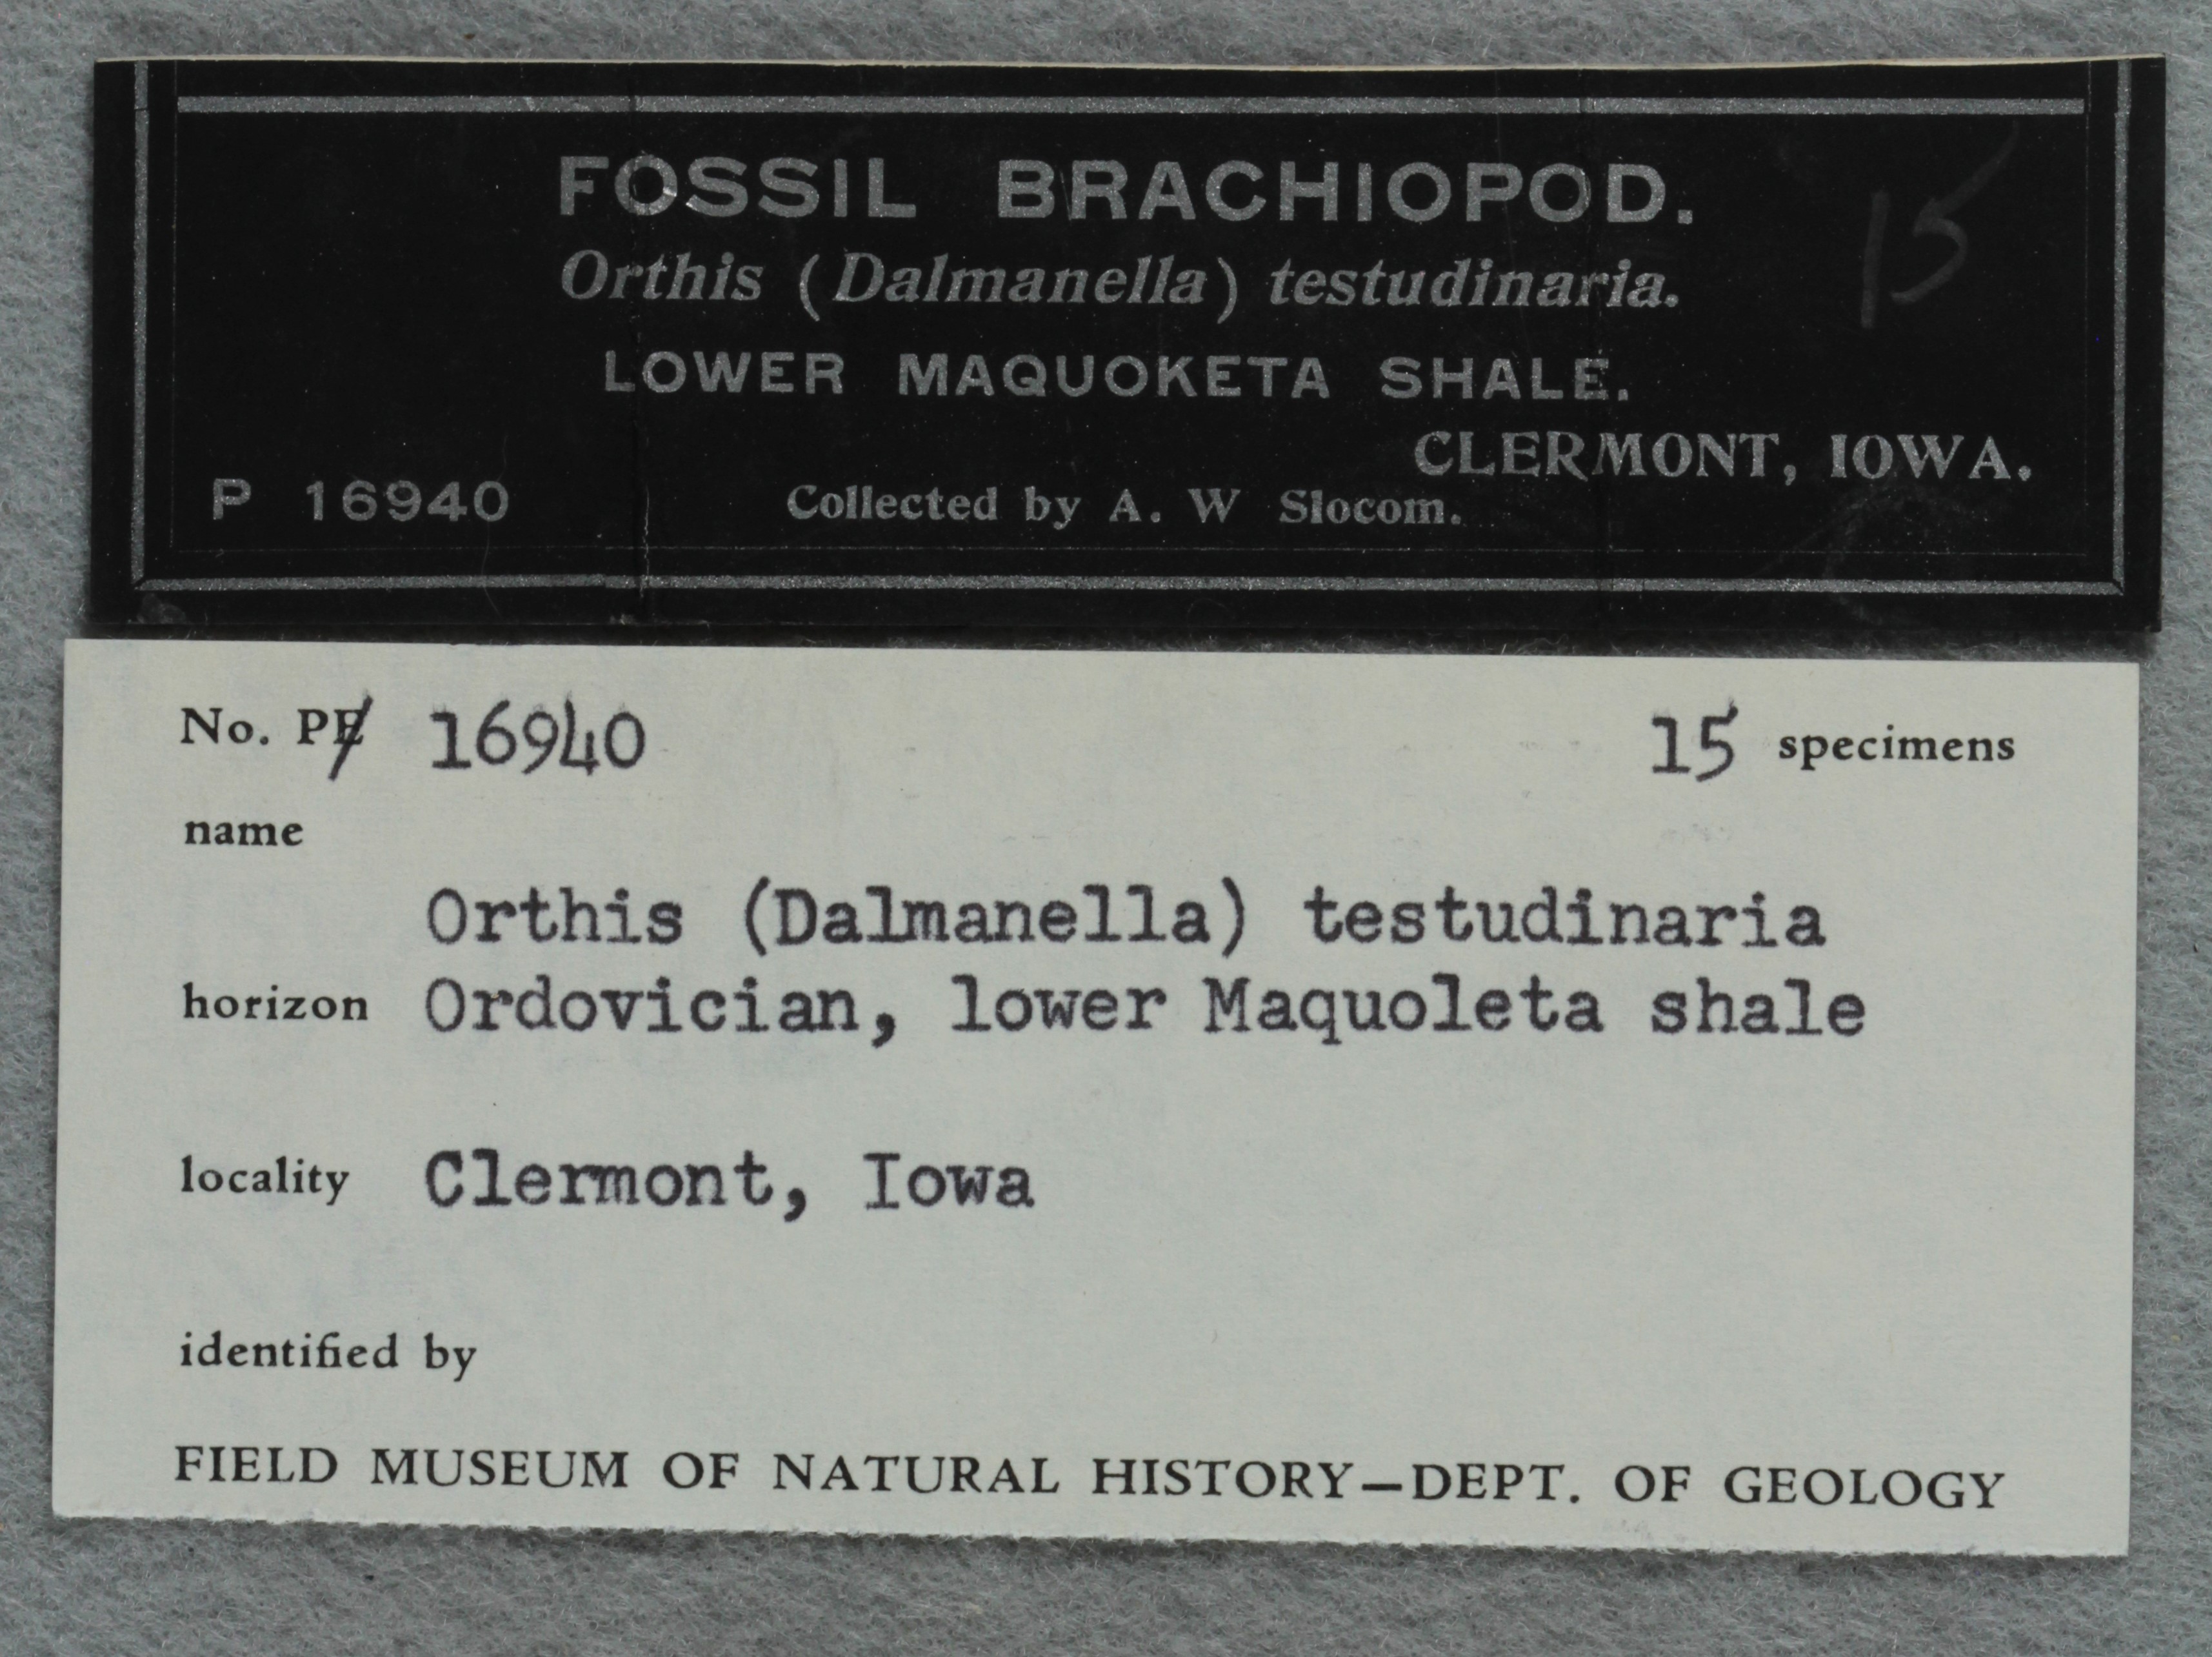 FOSSIL BRACHIOPOD.
15
Orthis (Dalmanella) testudinaria.
LOWER MAQUOKETA SHALE.
CLERMONT, IOWA.
P 16940 Collected by A. W Slocom.
No. PE 16940 15 specimens
name
Orthis (Dalmanella) testudinaria
horizon Ordovician, lower Maquoleta shale
locality Clermont, Iowa
identified by
FIELD MUSEUM OF NATURAL HISTORY—DEPT. OF GEOLOGY